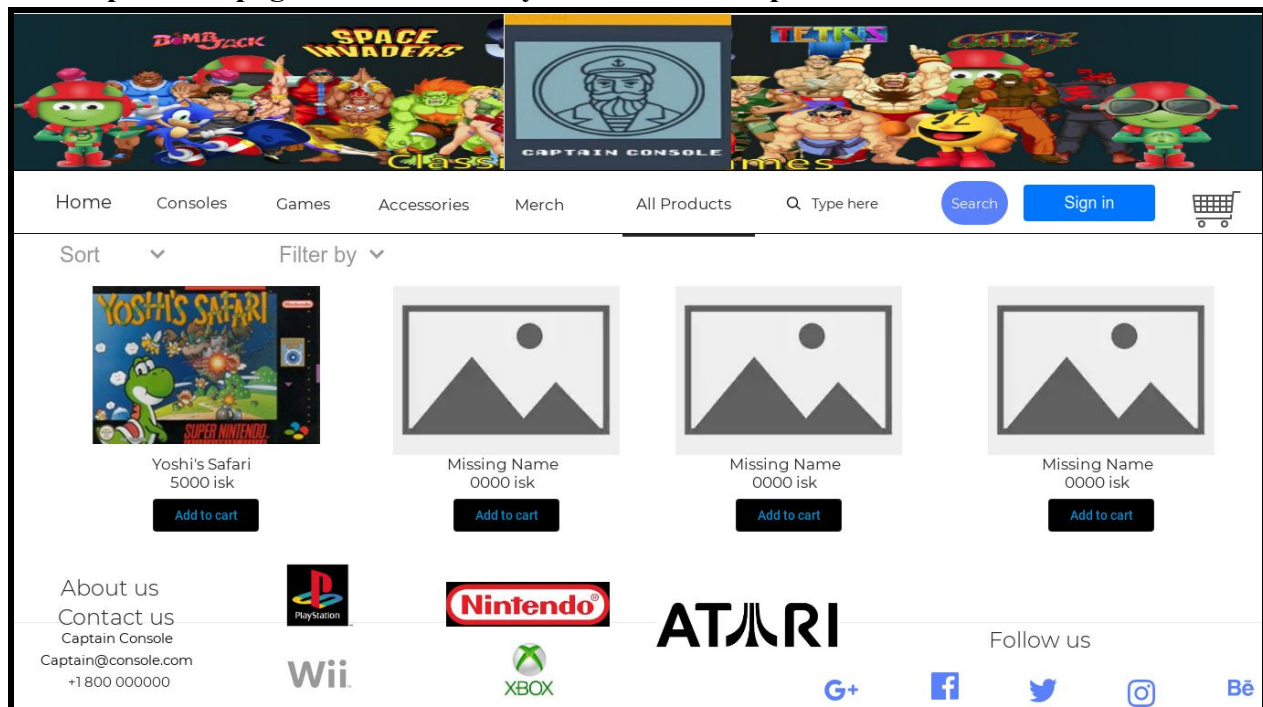 BOMBJACK
SPACE
INVADERS
TETRIS
Galaga
CAPTAIN CONSOLE
Home Consoles Games Accessories Merch All Products Type here Search Sign in
Sort Filter by
YOSHI'S SAFARI
SUPER NINTENDO
Yoshi's Safari Missing Name Missing Name Missing Name
5000 isk 0000 isk 0000 isk 0000 isk
Add to cart Add to cart Add to cart Add to cart
About us
Contact us
Captain Console
Captain@console.com
+1 800 000000
PlayStation
Nintendo®
ATARI
Wii
XBOX
Follow us
G+ f Bē